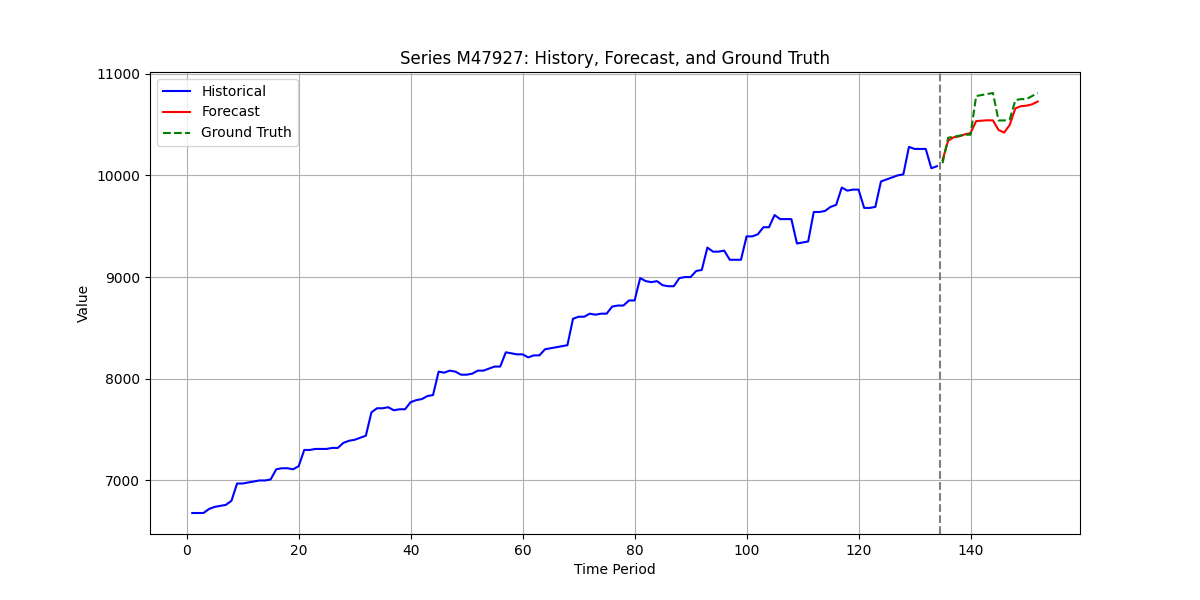 Series M47927: History, Forecast, and Ground Truth
11000
10000
9000
8000
7000
Value
Historical
Forecast
Ground Truth
0 20 40 60 80 100 120 140
Time Period